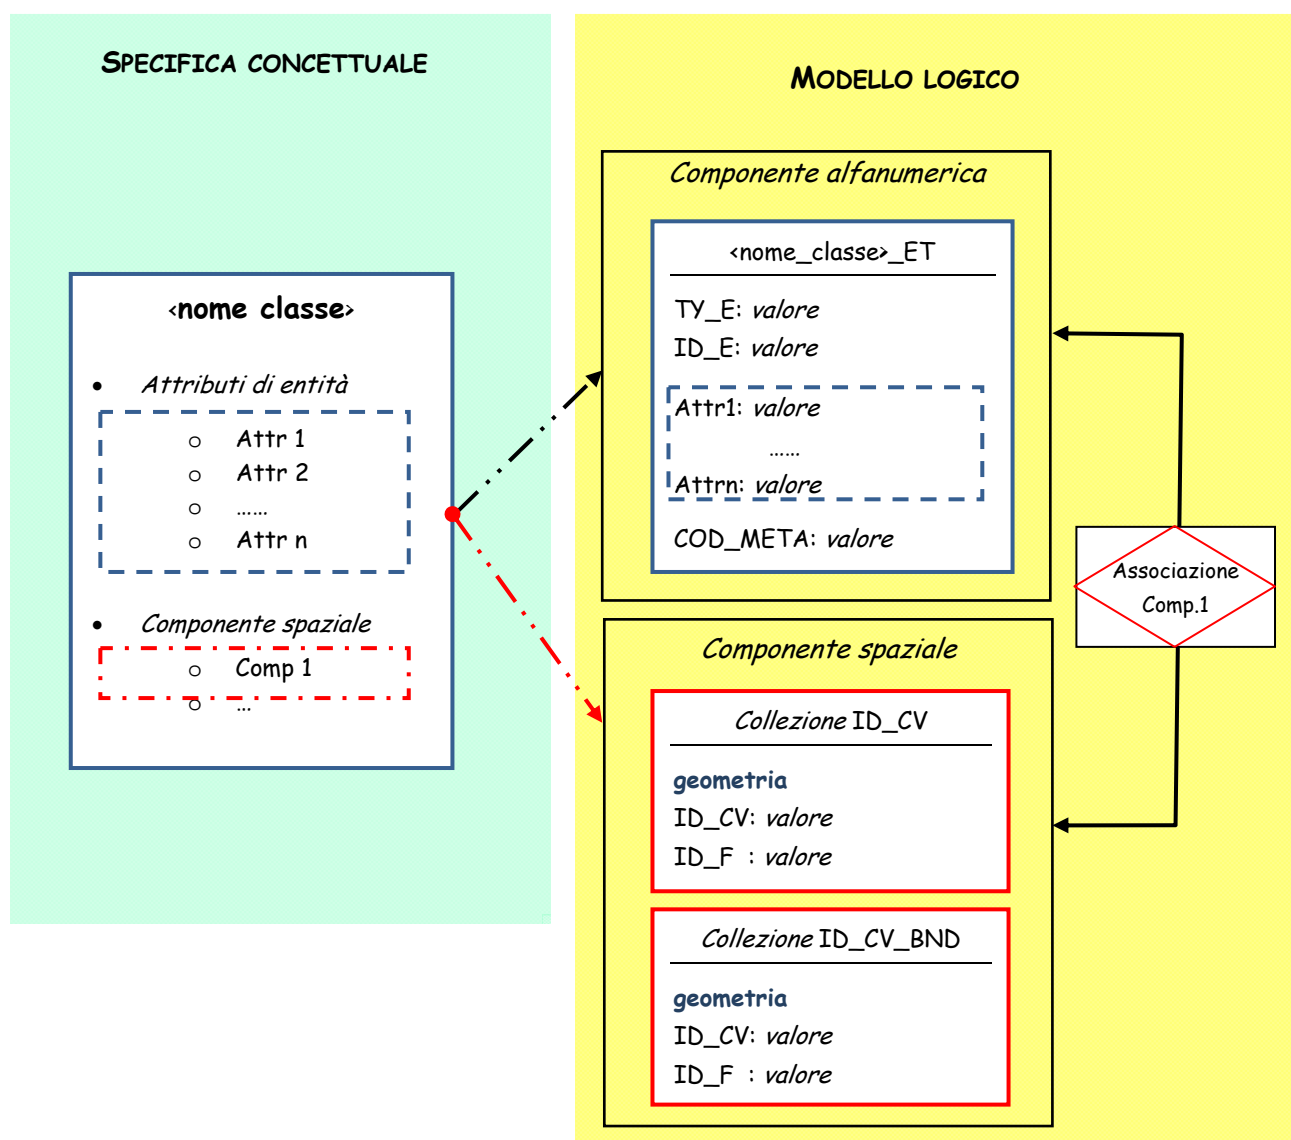 SPECIFICA CONCETTUALE
<nome classe>
• Attributi di entità
o Attr 1
o Attr 2
o ……
o Attr n
• Componente spaziale
o Comp 1
o …
MODELLO LOGICO
Componente alfanumerica
<nome_classe>_ET
TY_E: valore
ID_E: valore
Attr1: valore
……
Attrn: valore
COD_META: valore
Componente spaziale
Collezione ID_CV
geometria
ID_CV: valore
ID_F : valore
Collezione ID_CV_BND
geometria
ID_CV: valore
ID_F : valore
Associazione
Comp.1